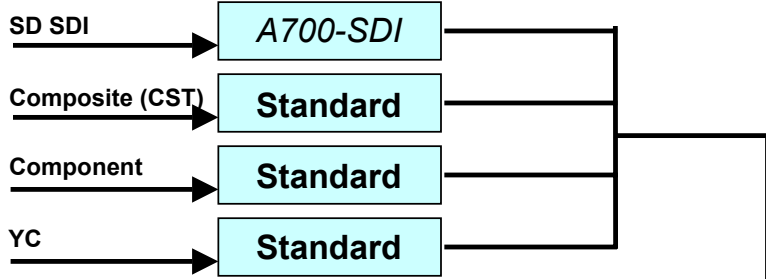 SD SDI
A700-SDI
Composite (CST)
Standard
Component
Standard
YC
Standard